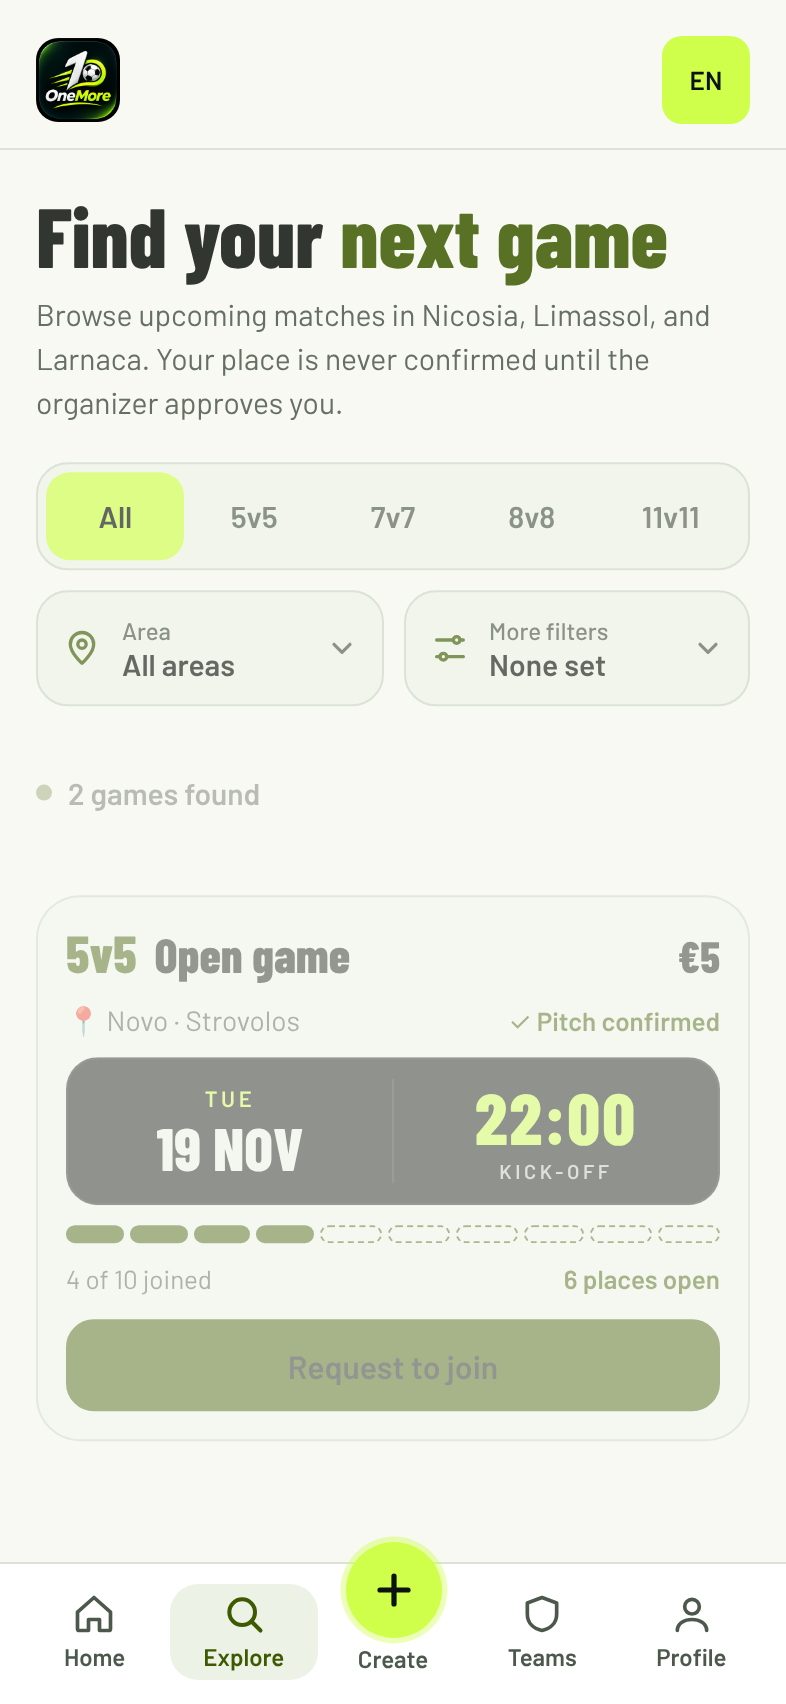 OneMore
EN
Find your next game
Browse upcoming matches in Nicosia, Limassol, and
Larnaca. Your place is never confirmed until the
organizer approves you.
All 5v5 7v7 8v8 11v11
Area
All areas
More filters
None set
2 games found
5v5 Open game €5
Novo · Strovolos ✓ Pitch confirmed
TUE
19 NOV
22:00
KICK-OFF
4 of 10 joined 6 places open
Request to join
Home Explore Create Teams Profile